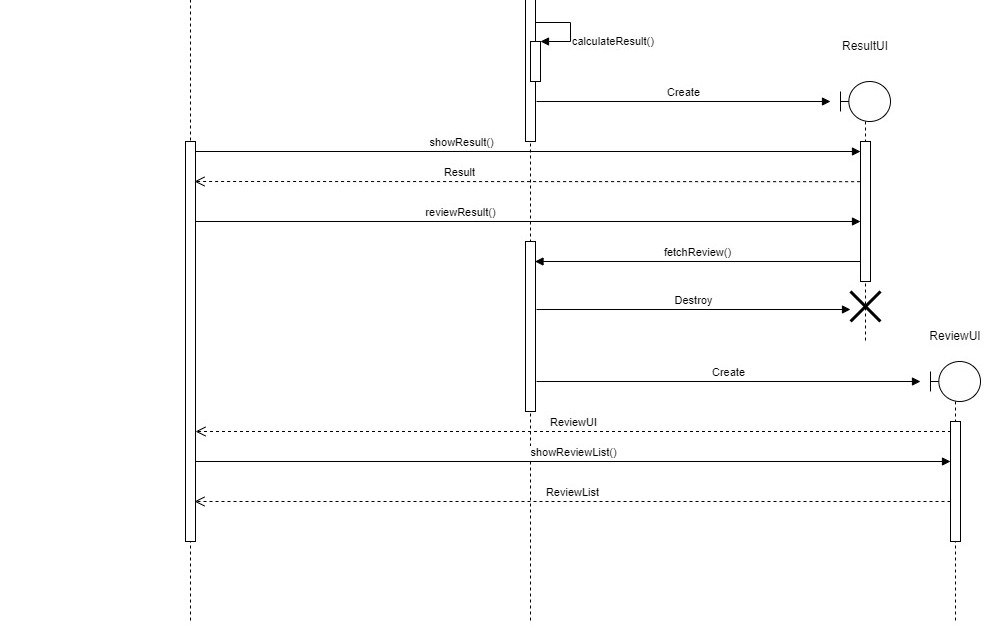 calculateResult()
ResultUI
Create
showResult()
Result
reviewResult()
fetchReview()
Destroy
ReviewUI
Create
ReviewUI
showReviewList()
ReviewList